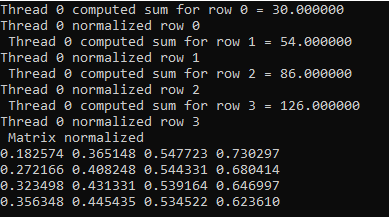 Thread 0 computed sum for row 0 = 30.000000
Thread 0 normalized row 0
 Thread 0 computed sum for row 1 = 54.000000
Thread 0 normalized row 1
 Thread 0 computed sum for row 2 = 86.000000
Thread 0 normalized row 2
 Thread 0 computed sum for row 3 = 126.000000
Thread 0 normalized row 3
 Matrix normalized
0.182574 0.365148 0.547723 0.730297
0.272166 0.408248 0.544331 0.680414
0.323498 0.431331 0.539164 0.646997
0.356348 0.445435 0.534522 0.623610